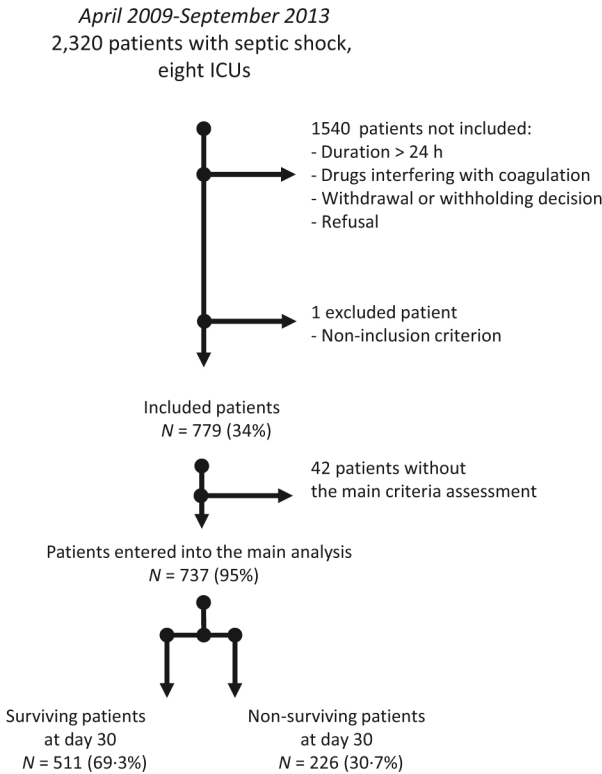 April 2009-September 2013
2,320 patients with septic shock,
eight ICUs
1540 patients not included:
- Duration > 24 h
- Drugs interfering with coagulation
- Withdrawal or withholding decision
- Refusal
1 excluded patient
- Non-inclusion criterion
Included patients
N = 779 (34%)
42 patients without
the main criteria assessment
Patients entered into the main analysis
N = 737 (95%)
Surviving patients
at day 30
N = 511 (69·3%)
Non-surviving patients
at day 30
N = 226 (30·7%)